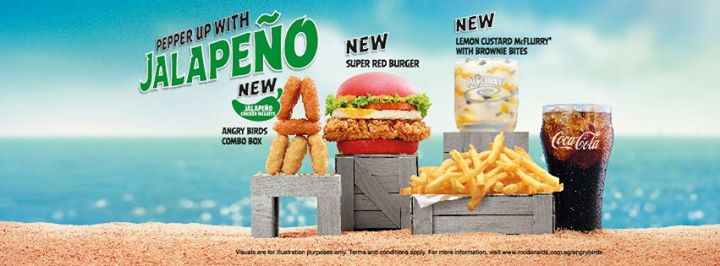 PEPPER UP WITH
JALAPEÑO
NEW
JALAPEÑO
CHICKEN McBITES
ANGRY BIRDS
COMBO BOX
NEW
SUPER RED BURGER
NEW
LEMON CUSTARD McFLURRY®
WITH BROWNIE BITES
McFlurry
Coca-Cola
Visuals are for illustration purposes only. Terms and conditions apply. For more information, visit www.mcdonalds.com.sg/angrybirds